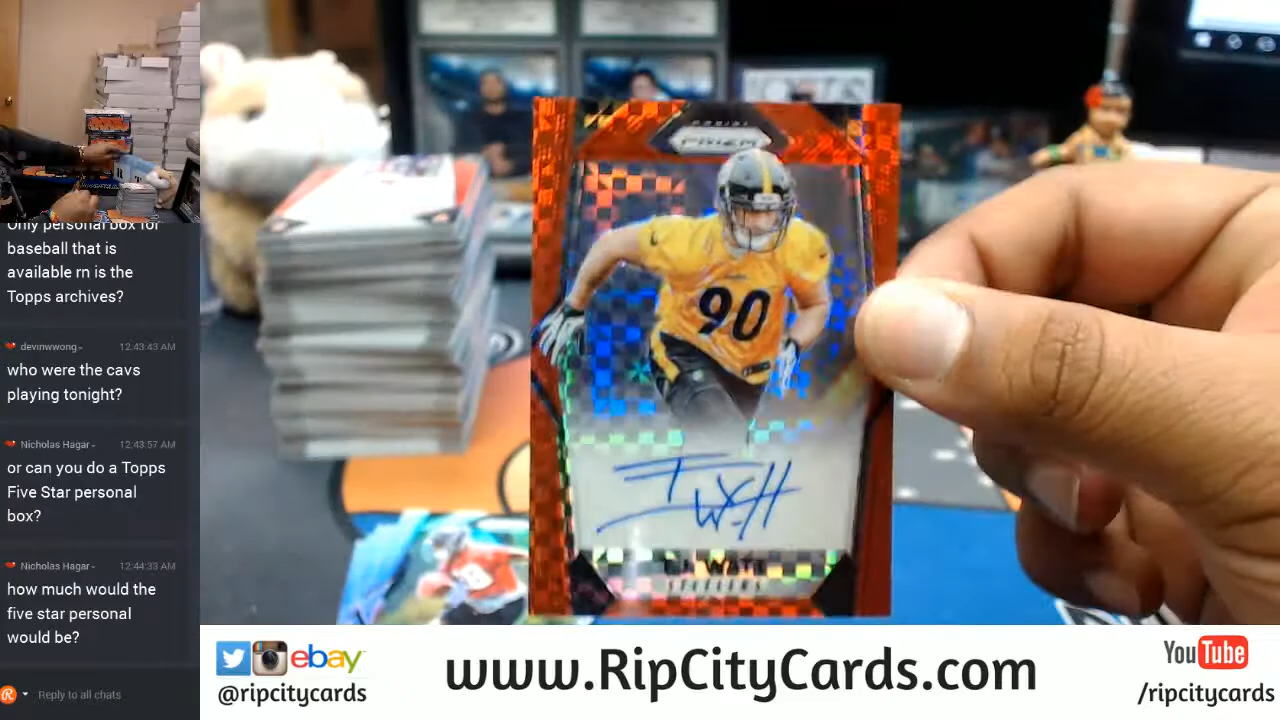 Only personal box for
baseball that is
available rn is the
Topps archives?
devinwwong
12:43:43 AM
who were the cavs
playing tonight?
Nicholas Hagar
12:43:57 AM
or can you do a Topps
Five Star personal
box?
Nicholas Hagar
12:44:33 AM
how much would the
five star personal
would be?
Reply to all chats
PANINI
PRIZM
90
T.J. WATT
STEELERS
ebay
@ripcitycards
www.RipCityCards.com
YouTube
/ripcitycards